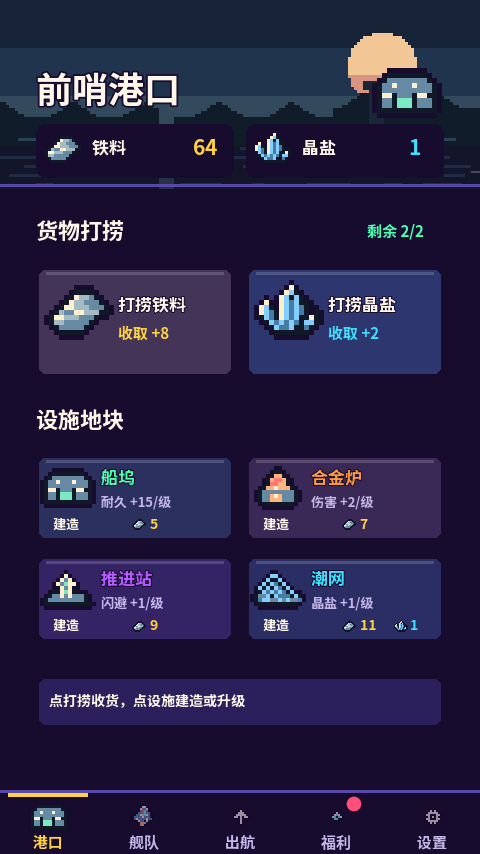 前哨港口
铁料 64 晶盐 1
货物打捞 剩余 2/2
打捞铁料 打捞晶盐
收取 +8 收取 +2
设施地块
船坞 合金炉
耐久 +15/级 伤害 +2/级
建造 5 建造 7
推进站 潮网
闪避 +1/级 晶盐 +1/级
建造 9 建造 11 1
点打捞收货，点设施建造或升级
港口 舰队 出航 福利 设置